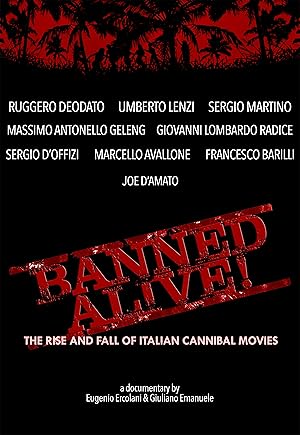 RUGGERO DEODATO UMBERTO LENZI SERGIO MARTINO
MASSIMO ANTONELLO GELENG GIOVANNI LOMBARDO RADICE
SERGIO D'OFFIZI MARCELLO AVALLONE FRANCESCO BARILLI
JOE D'AMATO
BANNED
ALIVE!
THE RISE AND FALL OF ITALIAN CANNIBAL MOVIES
a documentary by
Eugenio Ercolani & Giuliano Emanuele